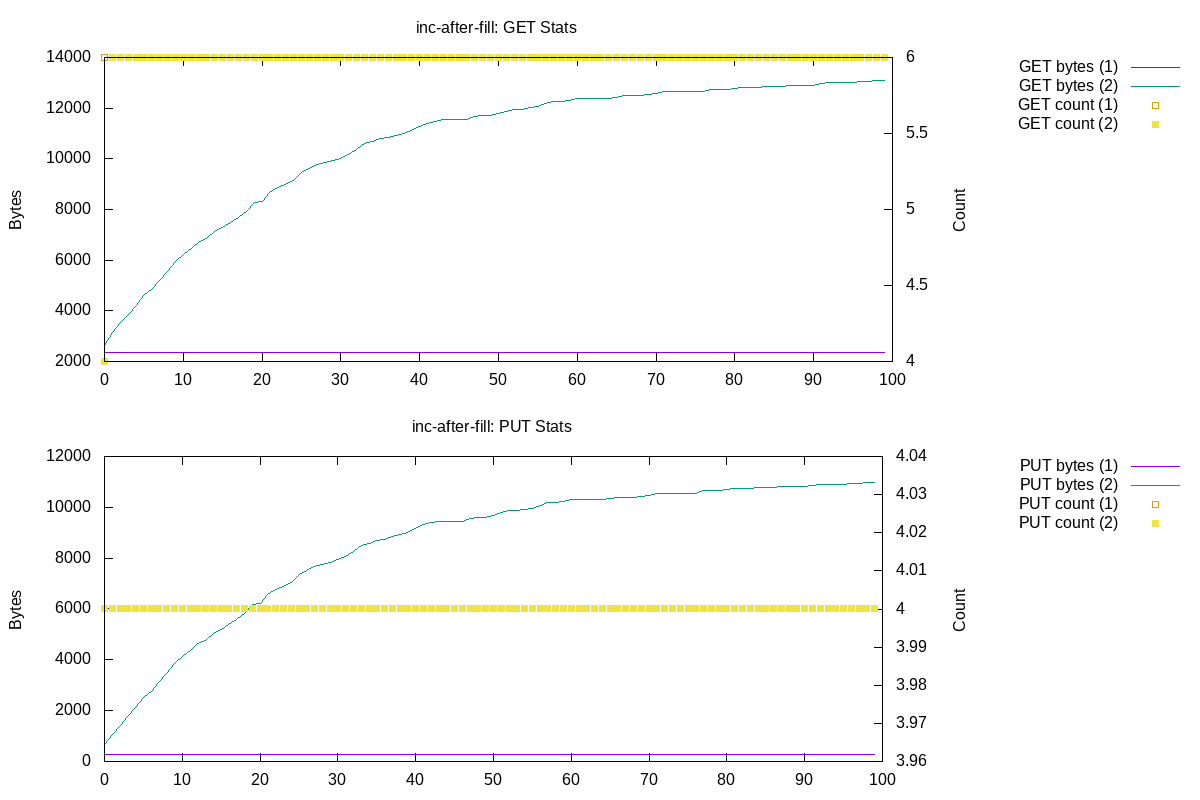 inc-after-fill: GET Stats
14000
12000
10000
8000
6000
4000
2000
Bytes
0 10 20 30 40 50 60 70 80 90 100
6
5.5
5
4.5
4
Count
GET bytes (1)
GET bytes (2)
GET count (1)
GET count (2)
inc-after-fill: PUT Stats
12000
10000
8000
6000
4000
2000
0
Bytes
0 10 20 30 40 50 60 70 80 90 100
4.04
4.03
4.02
4.01
4
3.99
3.98
3.97
3.96
Count
PUT bytes (1)
PUT bytes (2)
PUT count (1)
PUT count (2)